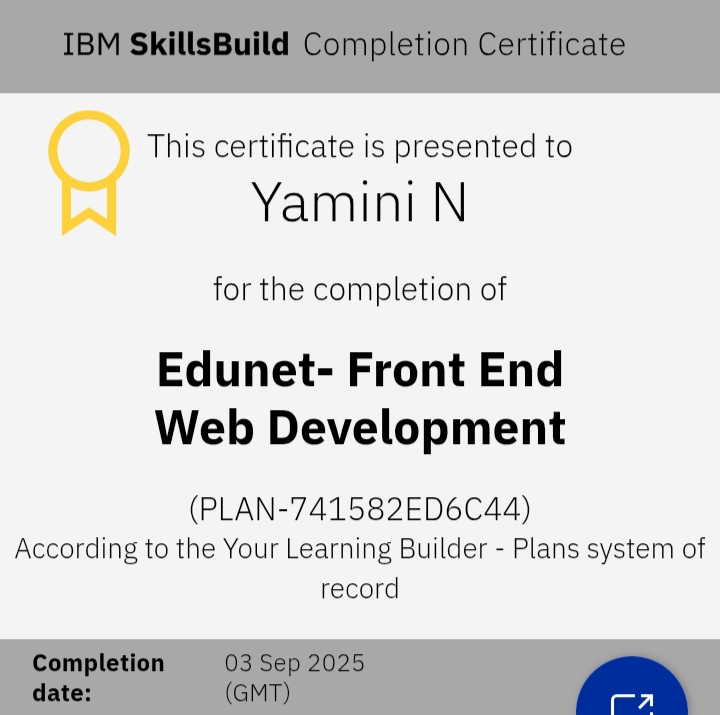 IBM SkillsBuild Completion Certificate
This certificate is presented to
Yamini N
for the completion of
Edunet- Front End
Web Development
(PLAN-741582ED6C44)
According to the Your Learning Builder - Plans system of
record
Completion date: 03 Sep 2025 (GMT)